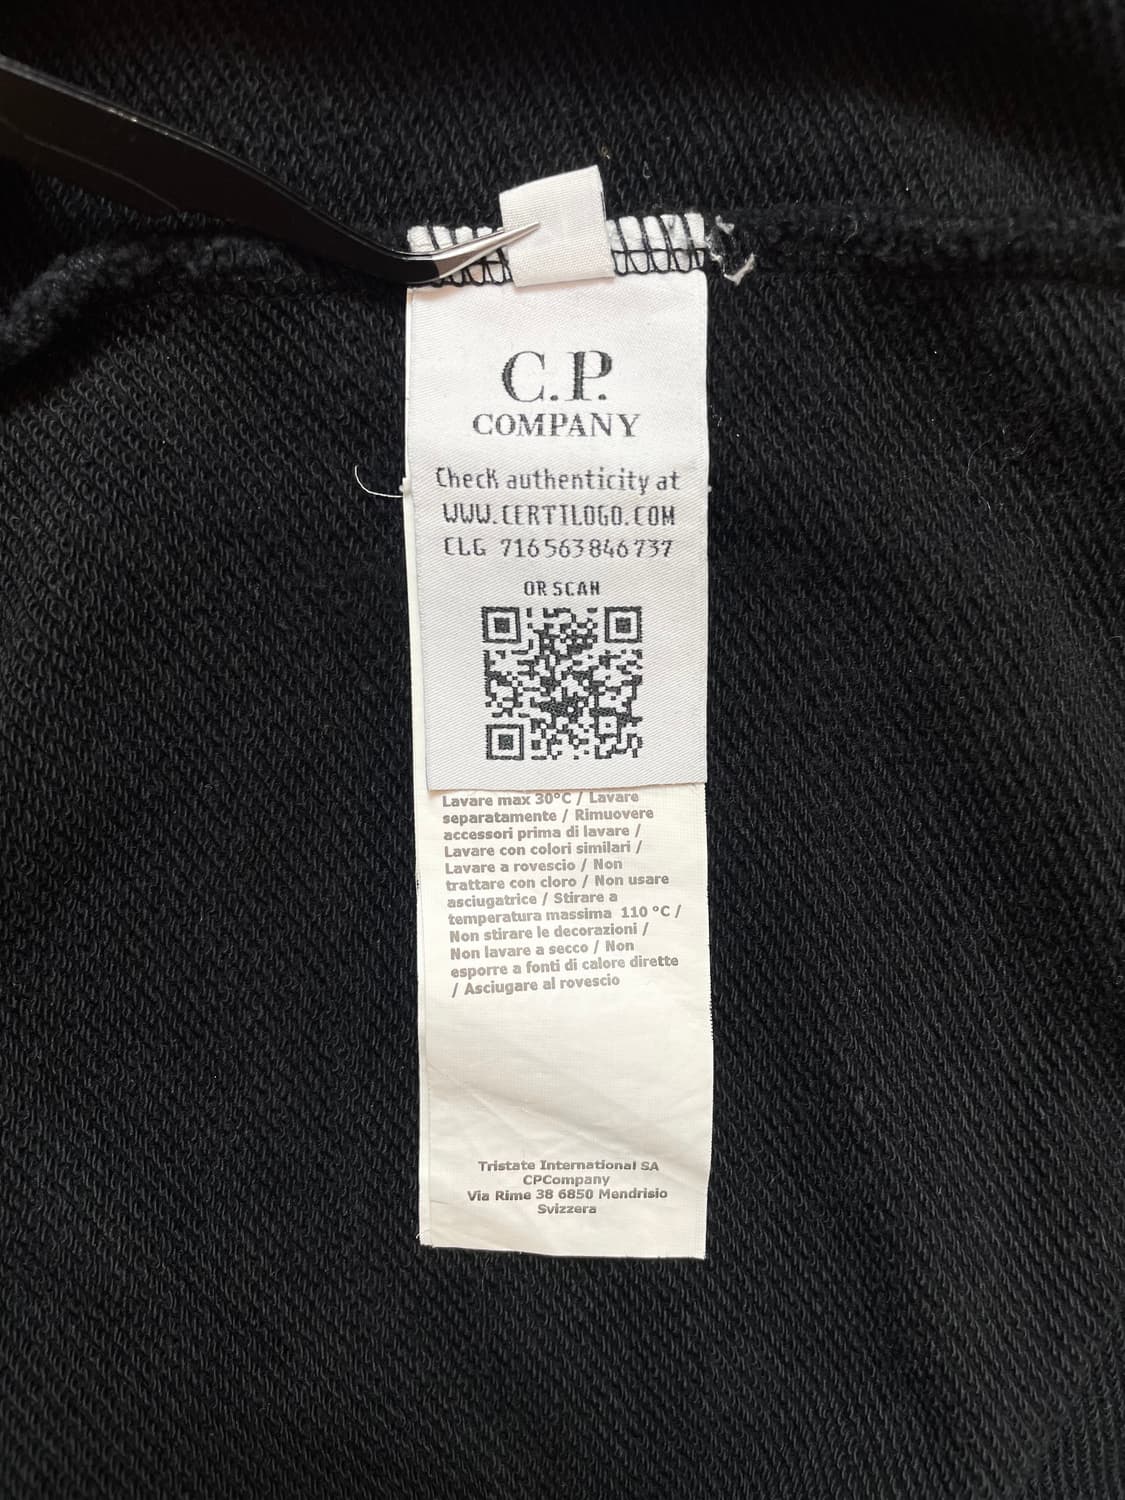 C.P.
COMPANY
Check authenticity at
WWW.CERTILOGO.COM
CLG 716563846737
OR SCAN
Lavare max 30°C / Lavare
separatamente / Rimuovere
accessori prima di lavare /
Lavare con colori similari /
Lavare a rovescio / Non
trattare con cloro / Non usare
asciugatrice / Stirare a
temperatura massima 110 °C /
Non stirare le decorazioni /
Non lavare a secco / Non
esporre a fonti di calore dirette
/ Asciugare al rovescio
Tristate International SA
CPCompany
Via Rime 38 6850 Mendrisio
Svizzera